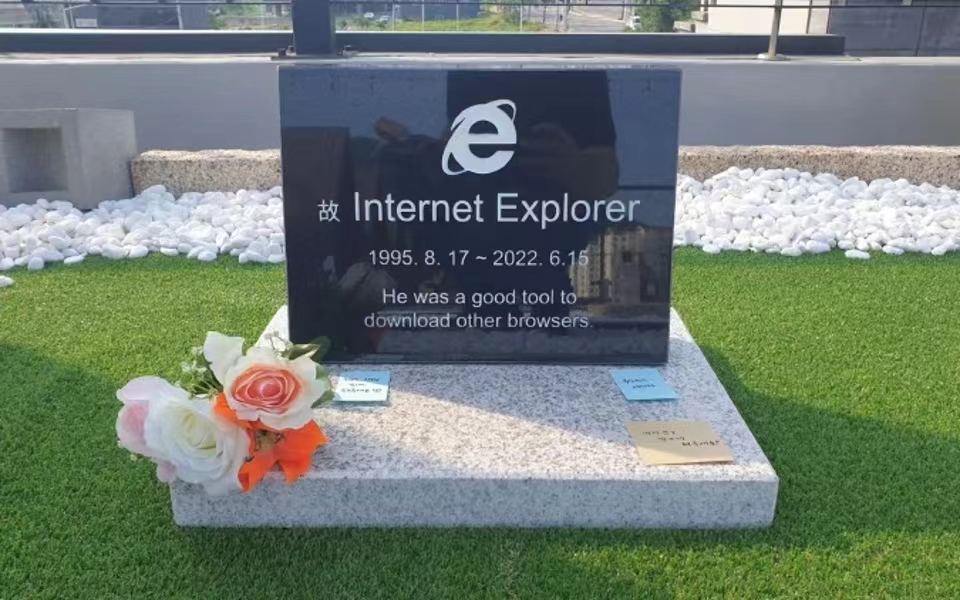 故 Internet Explorer
1995. 8. 17 ~ 2022. 6.15
He was a good tool to
download other browsers.